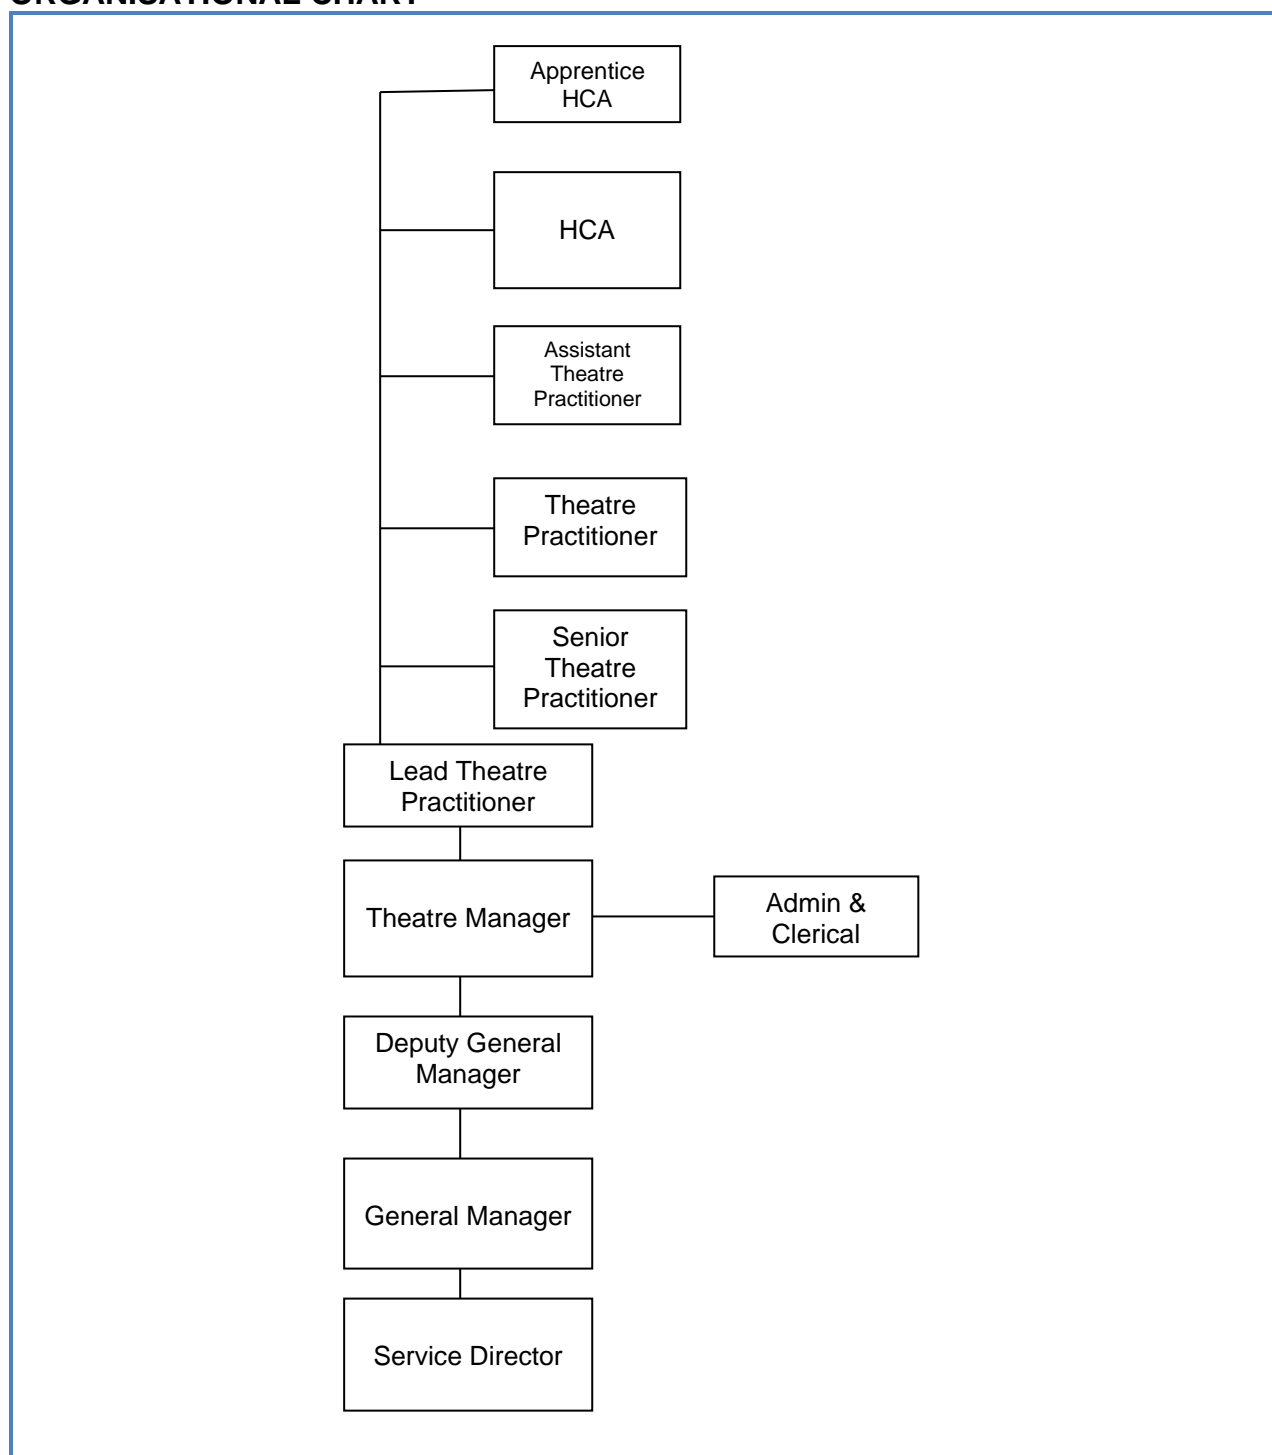 ORGANISATIONAL CHART
Apprentice
HCA
HCA
Assistant
Theatre
Practitioner
Theatre
Practitioner
Senior
Theatre
Practitioner
Lead Theatre
Practitioner
Theatre Manager
Admin &
Clerical
Deputy General
Manager
General Manager
Service Director